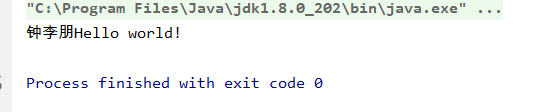 "C:\Program Files\Java\jdk1.8.0_202\bin\java.exe" ...
钟李朋Hello world!
Process finished with exit code 0